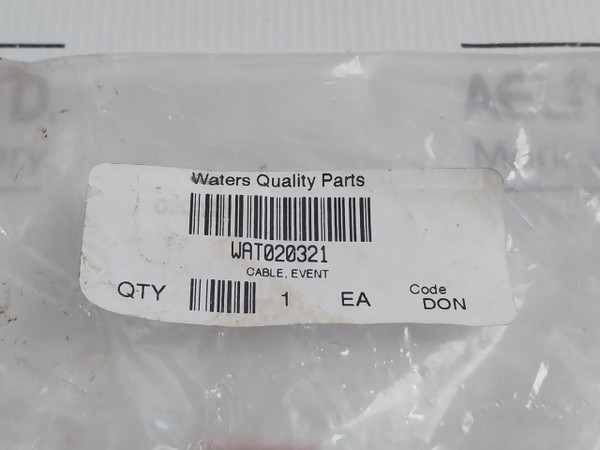 Waters Quality Parts
WAT020321
CABLE, EVENT
QTY 1 EA Code DON